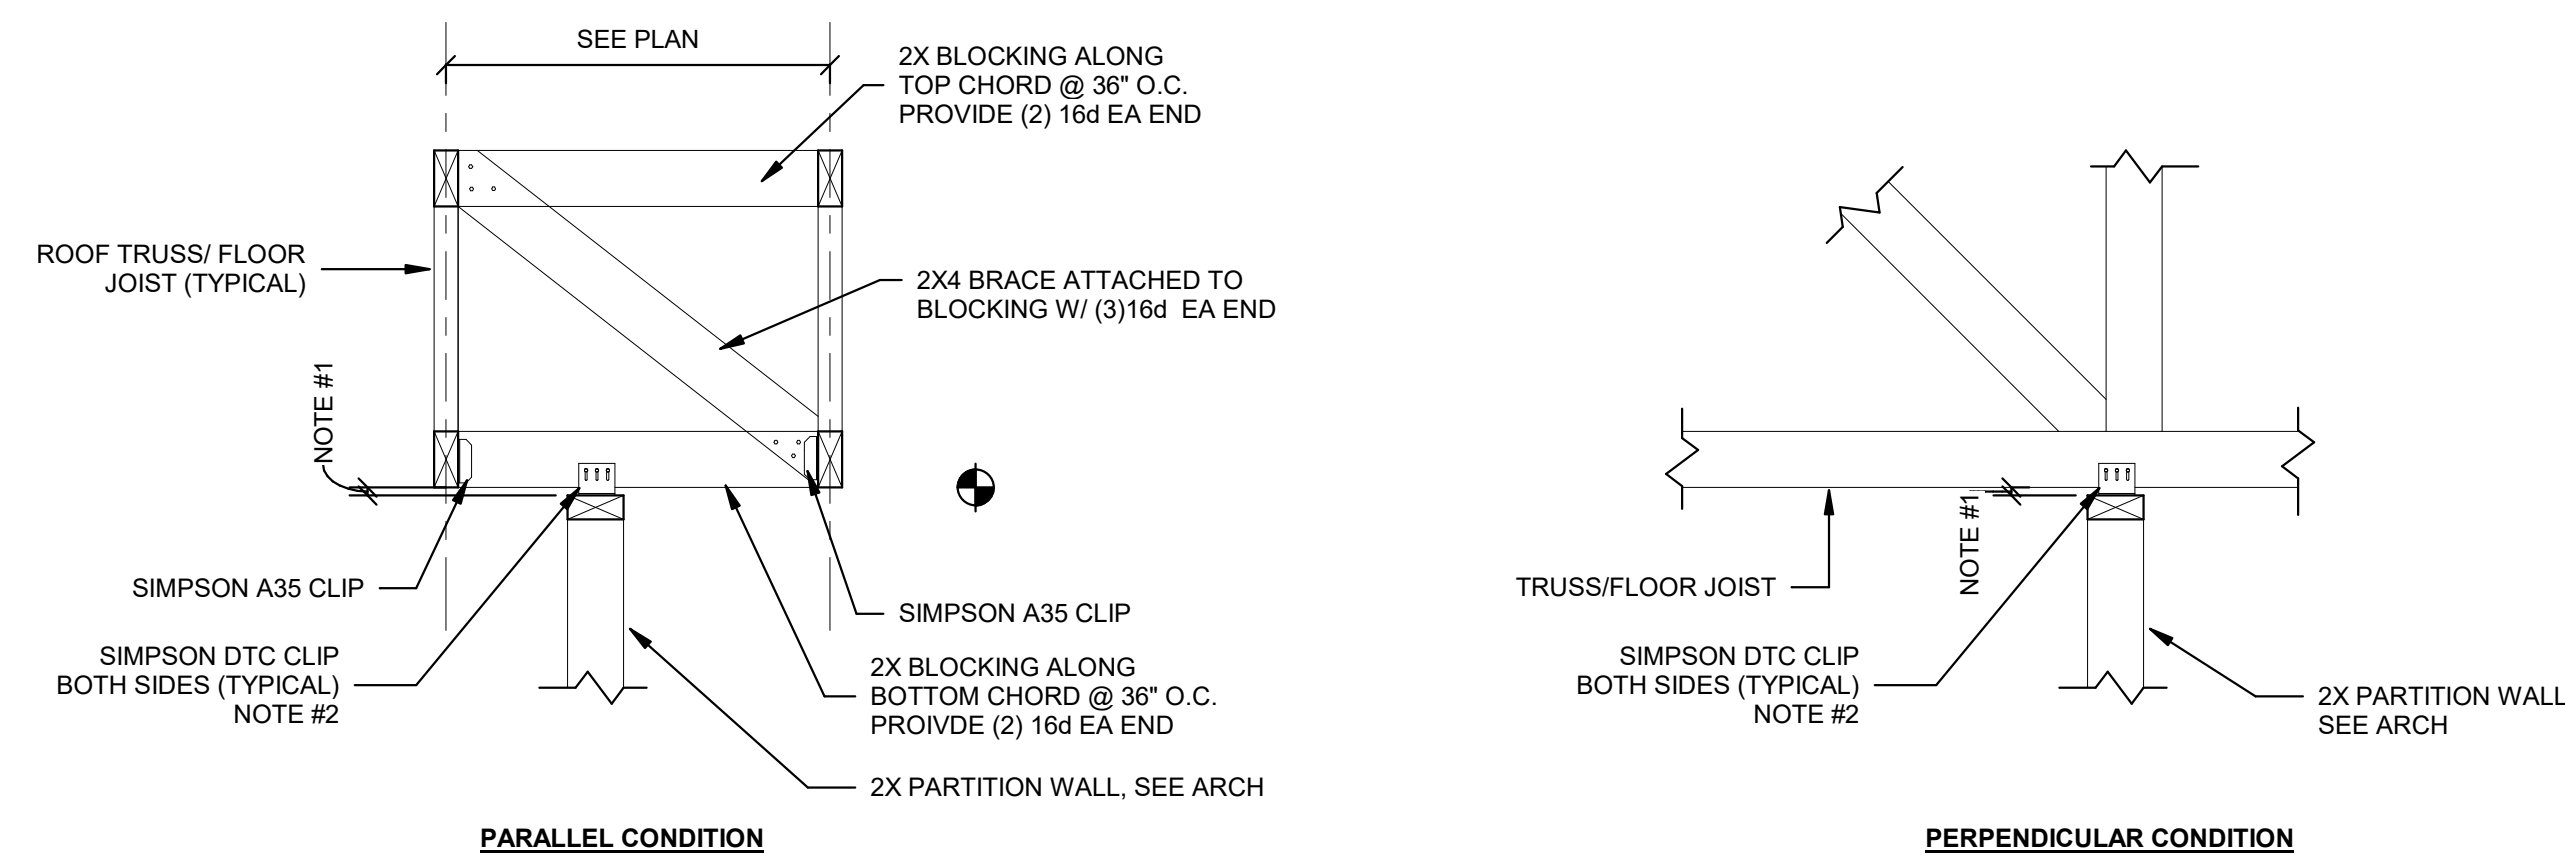 SEE PLAN
2X BLOCKING ALONG
TOP CHORD @ 36" O.C.
PROVIDE (2) 16d EA END
ROOF TRUSS/ FLOOR
JOIST (TYPICAL)
2X4 BRACE ATTACHED TO
BLOCKING W/ (3)16d EA END
NOTE #1
SIMPSON A35 CLIP
SIMPSON A35 CLIP
SIMPSON DTC CLIP
BOTH SIDES (TYPICAL)
NOTE #2
2X BLOCKING ALONG
BOTTOM CHORD @ 36" O.C.
PROIVDE (2) 16d EA END
2X PARTITION WALL, SEE ARCH
PARALLEL CONDITION
NOTE #1
TRUSS/FLOOR JOIST
SIMPSON DTC CLIP
BOTH SIDES (TYPICAL)
NOTE #2
2X PARTITION WALL
SEE ARCH
PERPENDICULAR CONDITION